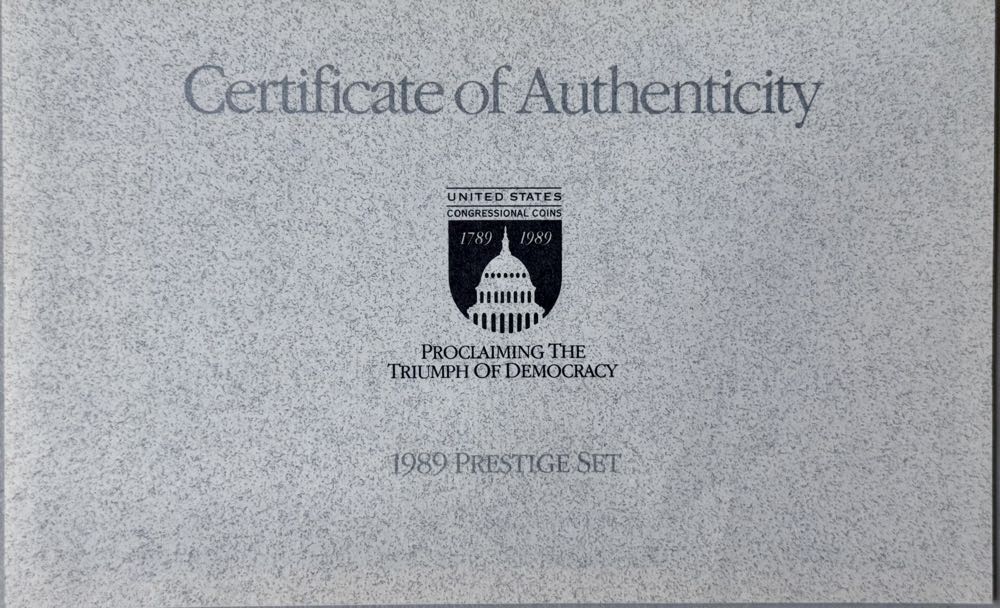 Certificate of Authenticity
UNITED STATES
CONGRESSIONAL COINS
1789 1989
PROCLAIMING THE
TRIUMPH OF DEMOCRACY
1989 PRESTIGE SET